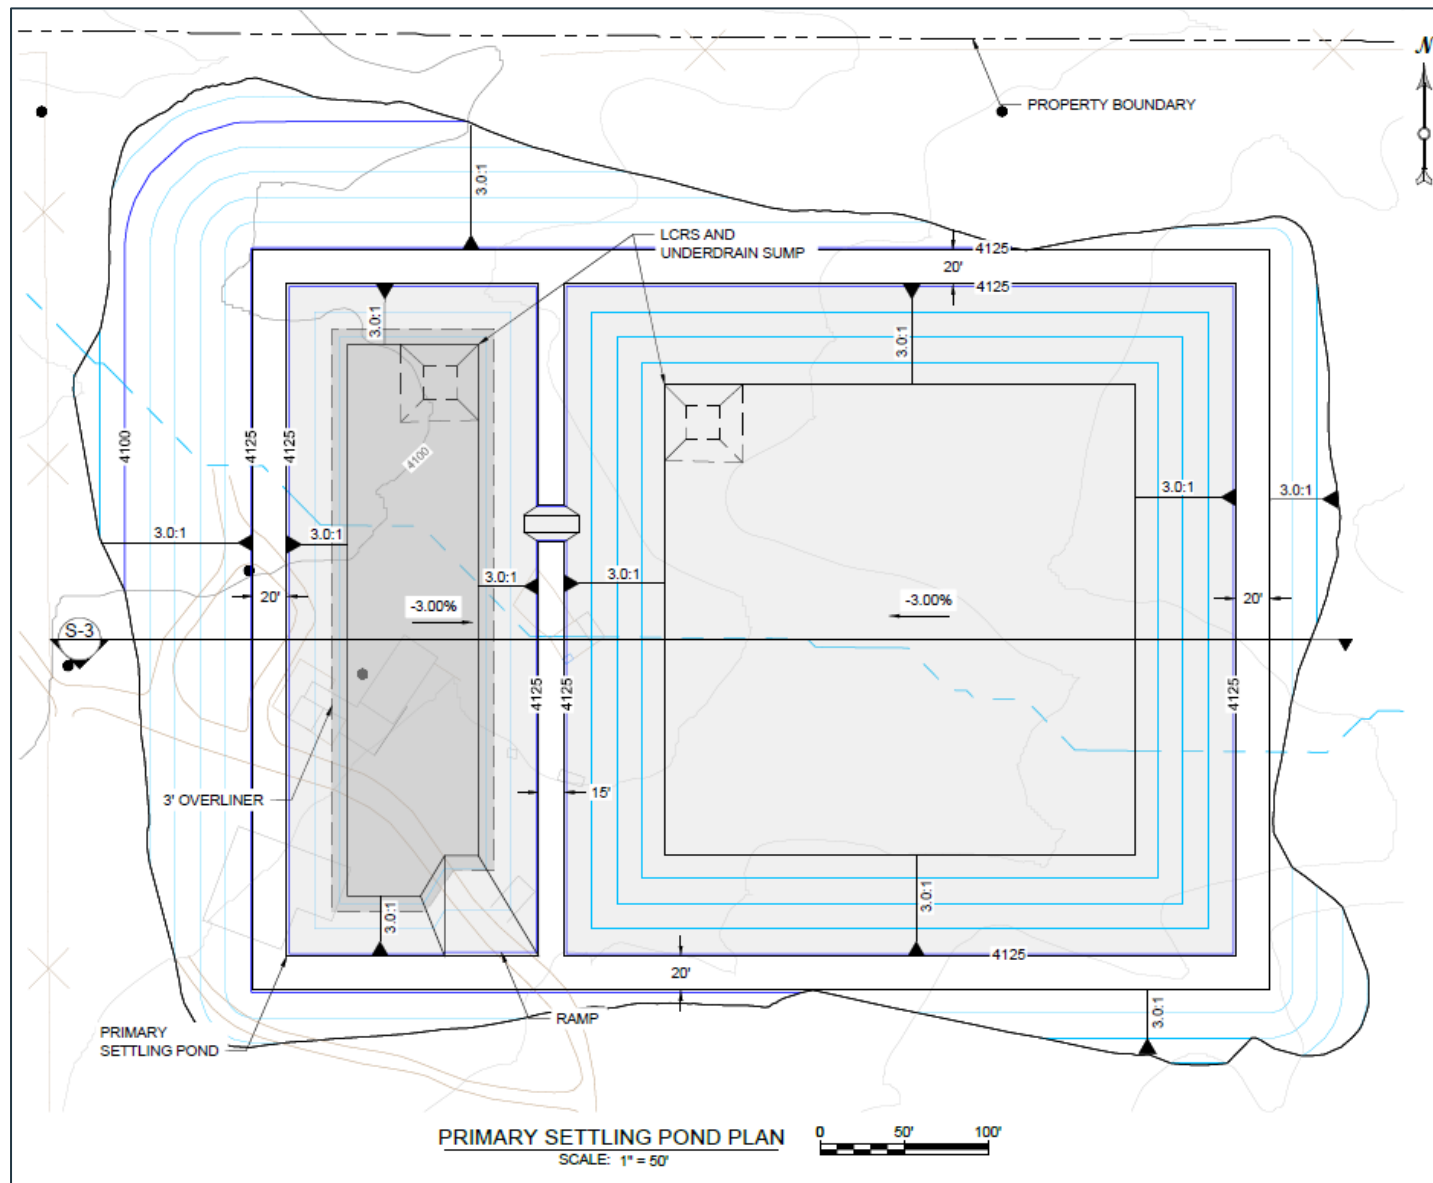 N
PROPERTY BOUNDARY
3.0:1
LCRS AND
UNDERDRAIN SUMP
4125
20'
4125
3.0:1
3.0:1
4100
4125
4125
4100
3.0:1
3.0:1
3.0:1
3.0:1
3.0:1
3.0:1
20'
-3.00%
-3.00%
20'
S-3
4125
4125
4125
3' OVERLINER
15'
3.0:1
3.0:1
4125
20'
3.0:1
RAMP
PRIMARY
SETTLING POND
PRIMARY SETTLING POND PLAN
SCALE: 1" = 50'
0 50' 100'